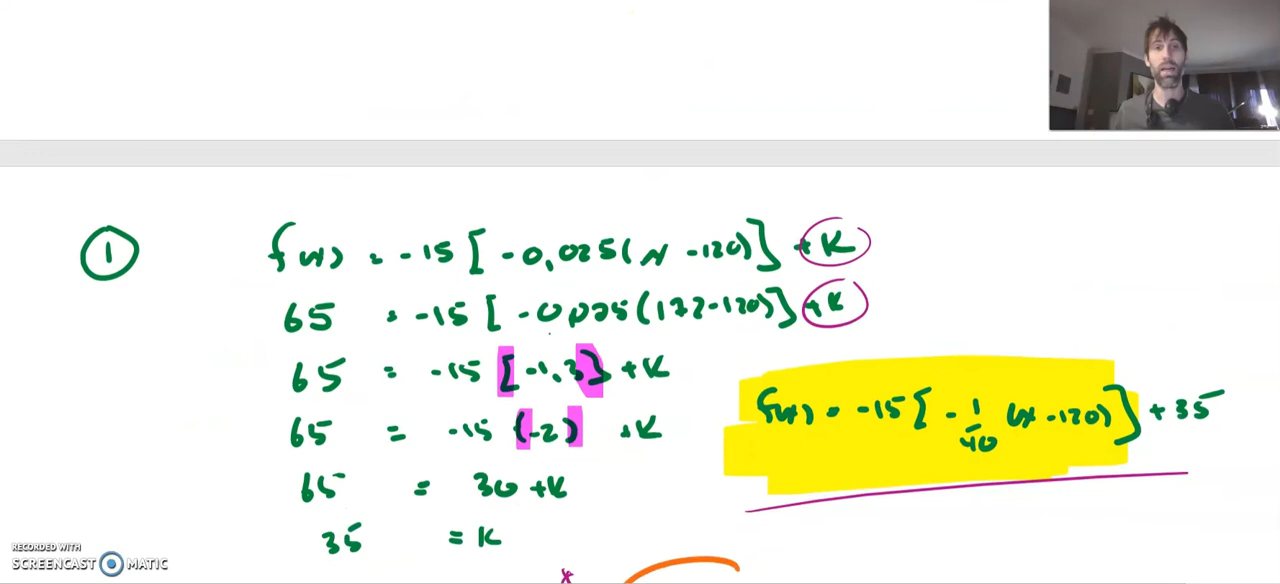 ①
f(x) = -15 [ -0,025 (x -120)] + K
65 = -15 [ -0,025 (172-120)] + K
65 = -15 [-1,3] + K
65 = -15 (-2) + K
f(x) = -15 [ - 1/40 (x -120)] + 35
65 = 30 + K
35 = K
*
RECORDED WITH
SCREENCAST MATIC